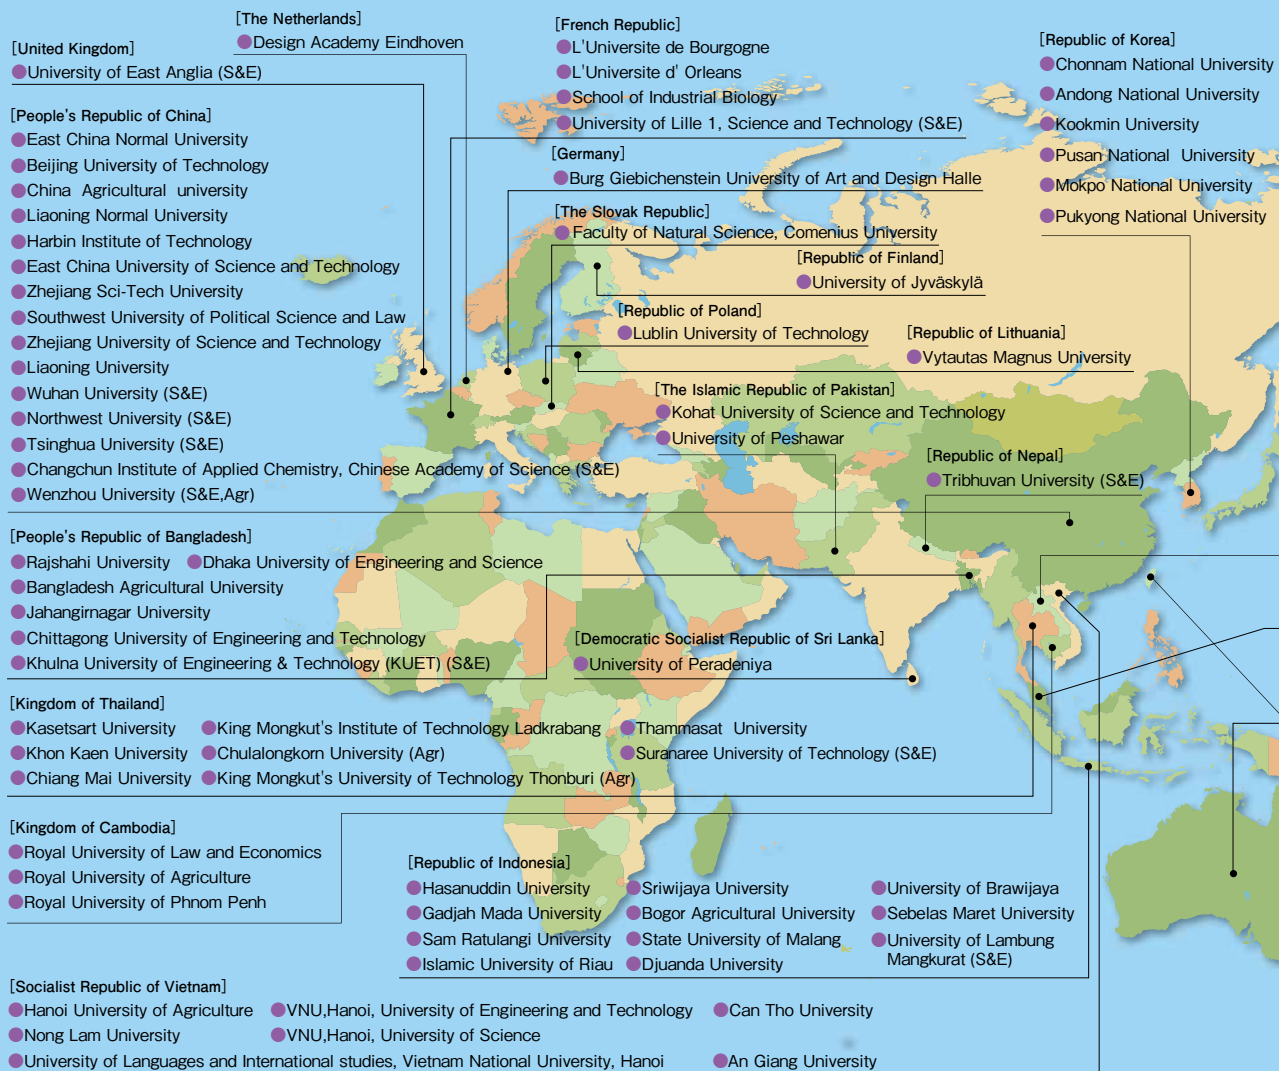 [The Netherlands]
●Design Academy Eindhoven
[United Kingdom]
●University of East Anglia (S&E)
[People's Republic of China]
●East China Normal University
●Beijing University of Technology
●China Agricultural university
●Liaoning Normal University
●Harbin Institute of Technology
●East China University of Science and Technology
●Zhejiang Sci-Tech University
●Southwest University of Political Science and Law
●Zhejiang University of Science and Technology
●Liaoning University
●Wuhan University (S&E)
●Northwest University (S&E)
●Tsinghua University (S&E)
●Changchun Institute of Applied Chemistry, Chinese Academy of Science (S&E)
●Wenzhou University (S&E,Agr)
[French Republic]
●L'Universite de Bourgogne
●L'Universite d' Orleans
●School of Industrial Biology
●University of Lille 1, Science and Technology (S&E)
[Germany]
●Burg Giebichenstein University of Art and Design Halle
[The Slovak Republic]
●Faculty of Natural Science, Comenius University
[Republic of Finland]
●University of Jyväskylä
[Republic of Poland]
●Lublin University of Technology
[Republic of Lithuania]
●Vytautas Magnus University
[The Islamic Republic of Pakistan]
●Kohat University of Science and Technology
●University of Peshawar
[Republic of Nepal]
●Tribhuvan University (S&E)
[Republic of Korea]
●Chonnam National University
●Andong National University
●Kookmin University
●Pusan National University
●Mokpo National University
●Pukyong National University
[People's Republic of Bangladesh]
●Rajshahi University ●Dhaka University of Engineering and Science
●Bangladesh Agricultural University
●Jahangirnagar University
●Chittagong University of Engineering and Technology
●Khulna University of Engineering & Technology (KUET) (S&E)
[Democratic Socialist Republic of Sri Lanka]
●University of Peradeniya
[Kingdom of Thailand]
●Kasetsart University ●King Mongkut's Institute of Technology Ladkrabang ●Thammasat University
●Khon Kaen University ●Chulalongkorn University (Agr) ●Suranaree University of Technology (S&E)
●Chiang Mai University ●King Mongkut's University of Technology Thonburi (Agr)
[Kingdom of Cambodia]
●Royal University of Law and Economics
●Royal University of Agriculture
●Royal University of Phnom Penh
[Republic of Indonesia]
●Hasanuddin University ●Sriwijaya University ●University of Brawijaya
●Gadjah Mada University ●Bogor Agricultural University ●Sebelas Maret University
●Sam Ratulangi University ●State University of Malang ●University of Lambung
Mangkurat (S&E)
●Islamic University of Riau ●Djuanda University
[Socialist Republic of Vietnam]
●Hanoi University of Agriculture ●VNU,Hanoi, University of Engineering and Technology ●Can Tho University
●Nong Lam University ●VNU,Hanoi, University of Science
●University of Languages and International studies, Vietnam National University, Hanoi ●An Giang University